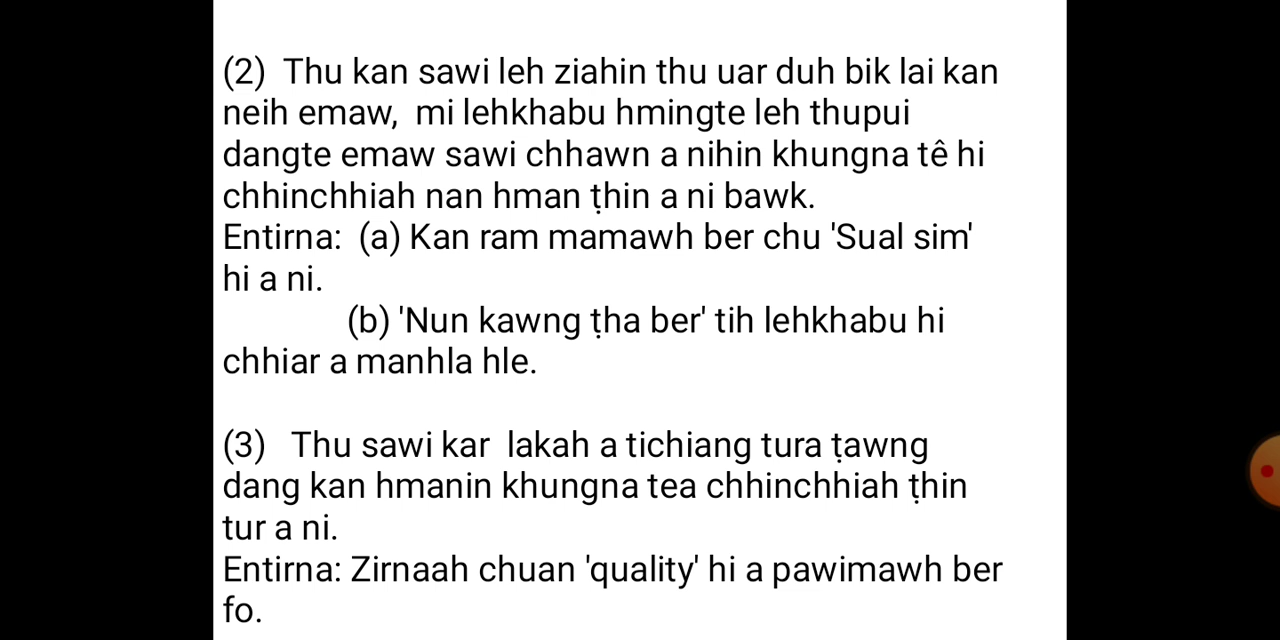 (2) Thu kan sawi leh ziahin thu uar duh bik lai kan
neih emaw, mi lehkhabu hmingte leh thupui
dangte emaw sawi chhawn a nihin khungna tê hi
chhinchhiah nan hman ṭhin a ni bawk.
Entirna: (a) Kan ram mamawh ber chu 'Sual sim'
hi a ni.
(b) 'Nun kawng ṭha ber' tih lehkhabu hi
chhiar a manhla hle.
(3) Thu sawi kar lakah a tichiang tura ṭawng
dang kan hmanin khungna tea chhinchhiah ṭhin
tur a ni.
Entirna: Zirnaah chuan 'quality' hi a pawimawh ber
fo.